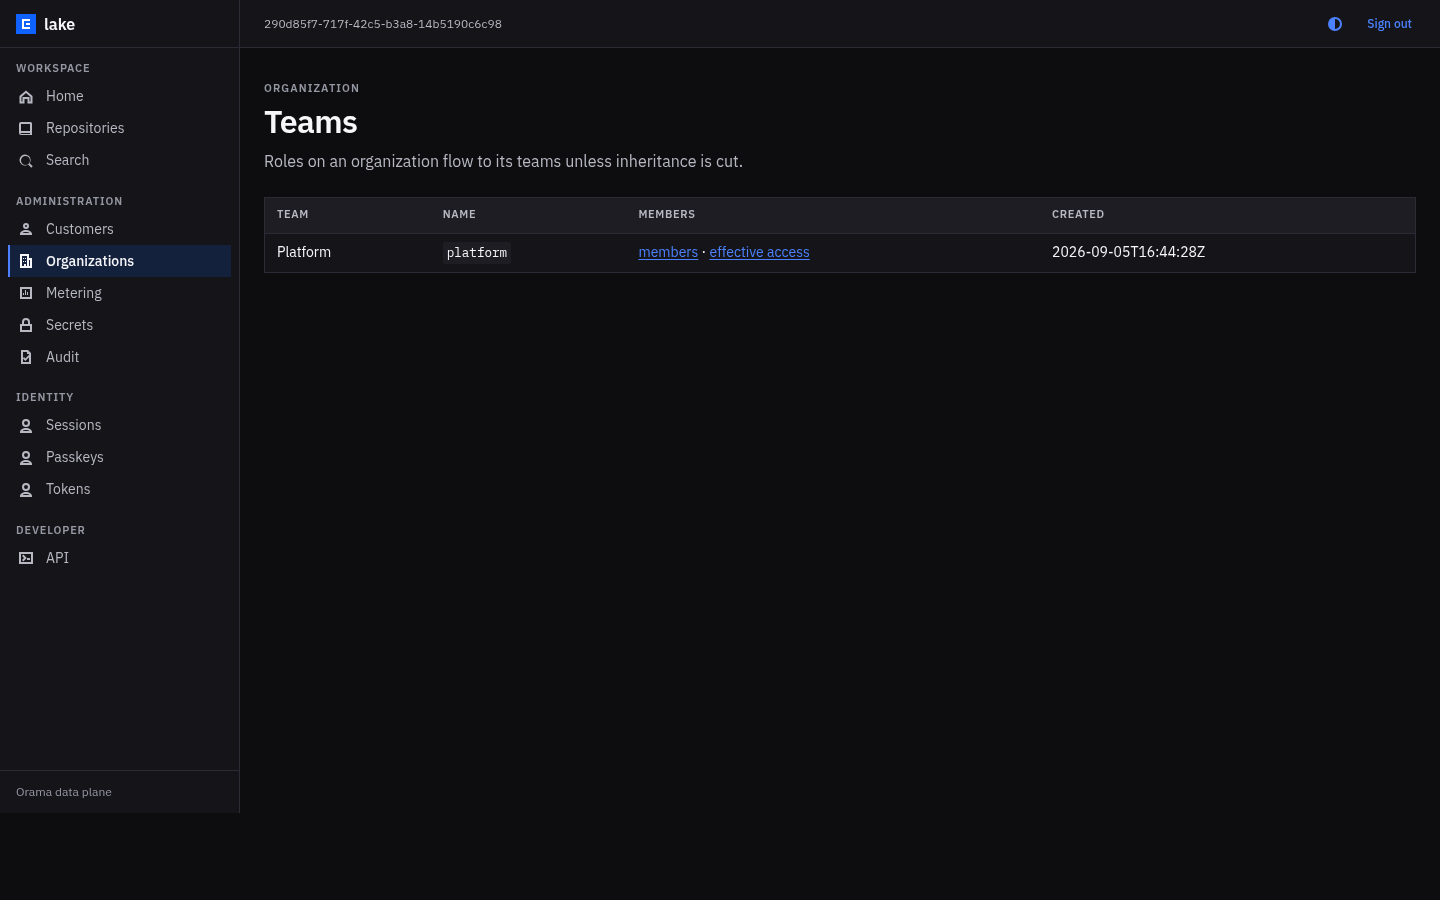 lake
290d85f7-717f-42c5-b3a8-14b5190c6c98
Sign out
WORKSPACE
Home
Repositories
Search
ADMINISTRATION
Customers
Organizations
Metering
Secrets
Audit
IDENTITY
Sessions
Passkeys
Tokens
DEVELOPER
API
Orama data plane
ORGANIZATION
Teams
Roles on an organization flow to its teams unless inheritance is cut.
TEAM NAME MEMBERS CREATED
Platform platform members · effective access 2026-09-05T16:44:28Z